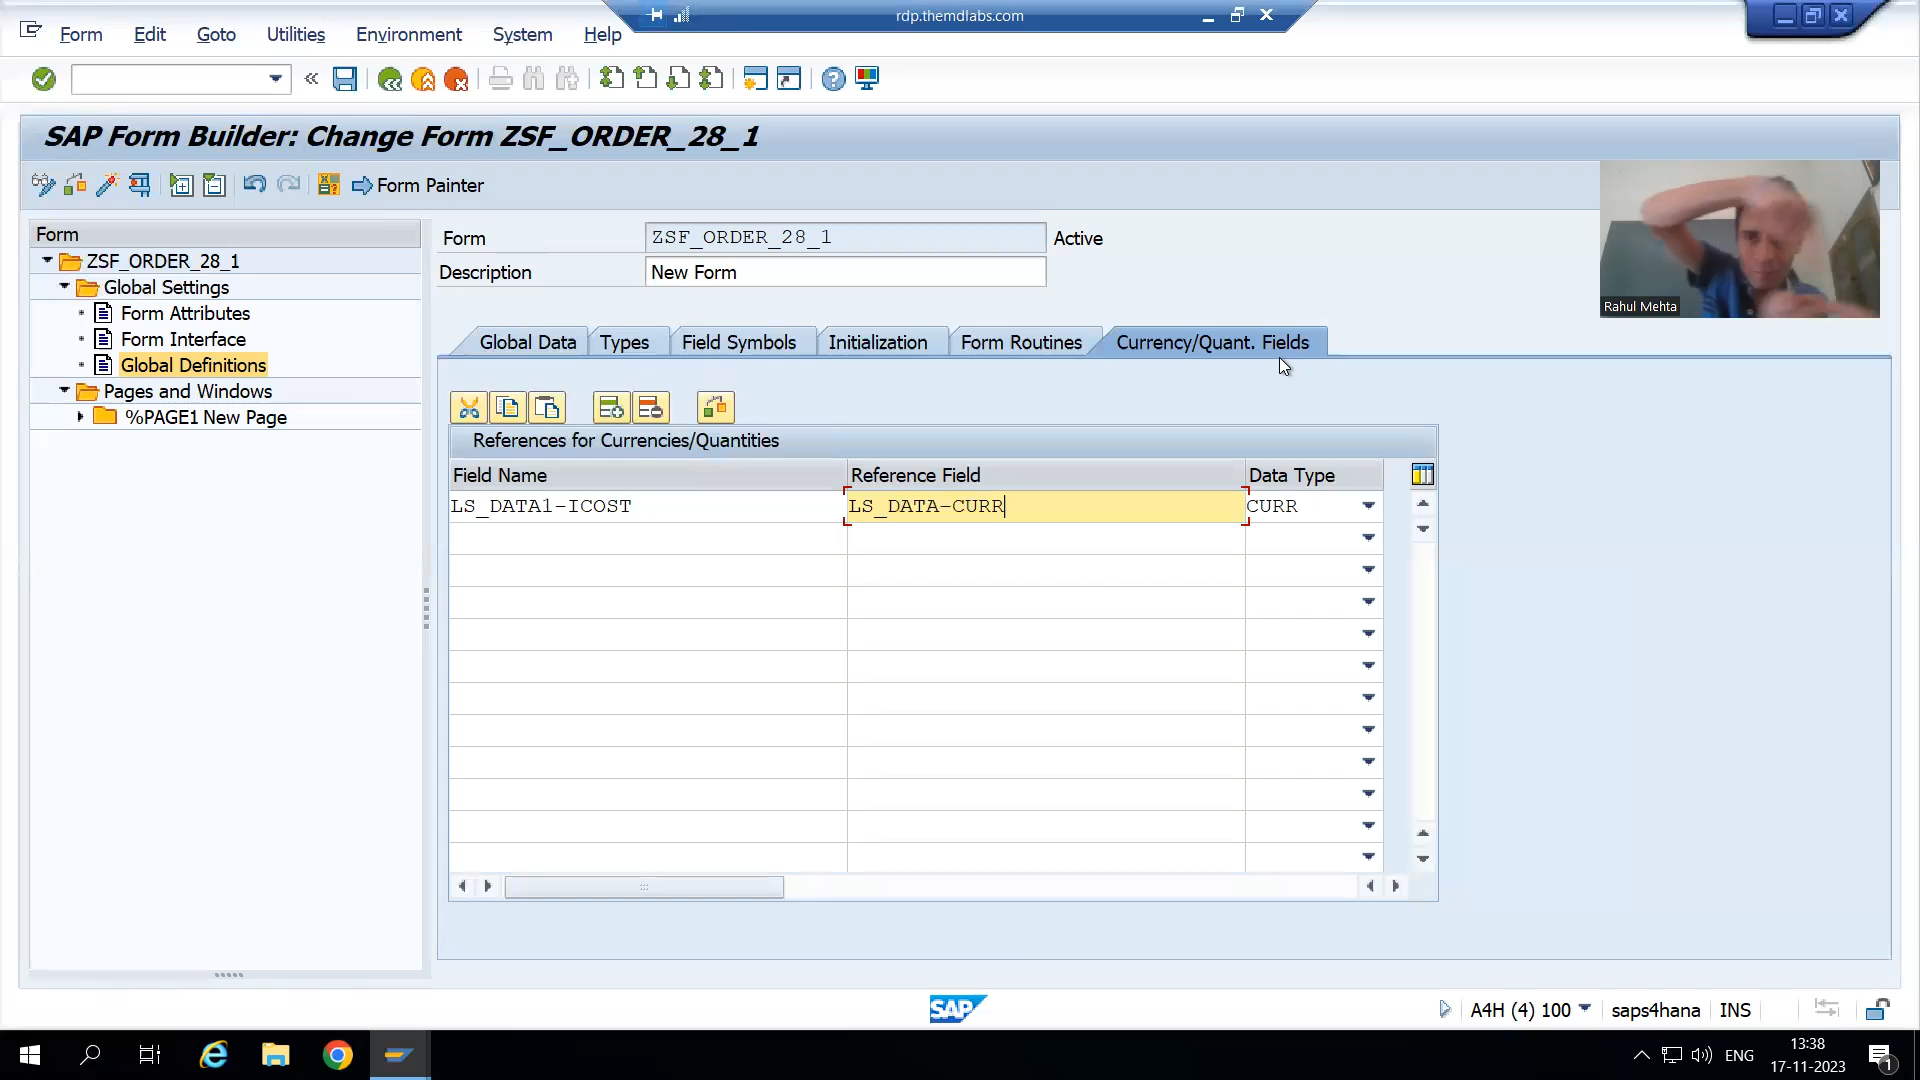 rdp.themdlabs.com
Form Edit Goto Utilities Environment System Help
SAP Form Builder: Change Form ZSF_ORDER_28_1
Form Painter
Form
ZSF_ORDER_28_1
Global Settings
Form Attributes
Form Interface
Global Definitions
Pages and Windows
%PAGE1 New Page
Form ZSF_ORDER_28_1 Active
Description New Form
Rahul Mehta
Global Data Types Field Symbols Initialization Form Routines Currency/Quant. Fields
References for Currencies/Quantities
Field Name Reference Field Data Type
LS_DATA1-ICOST LS_DATA-CURR CURR
SAP
A4H (4) 100 saps4hana INS
ENG
13:38
17-11-2023
1